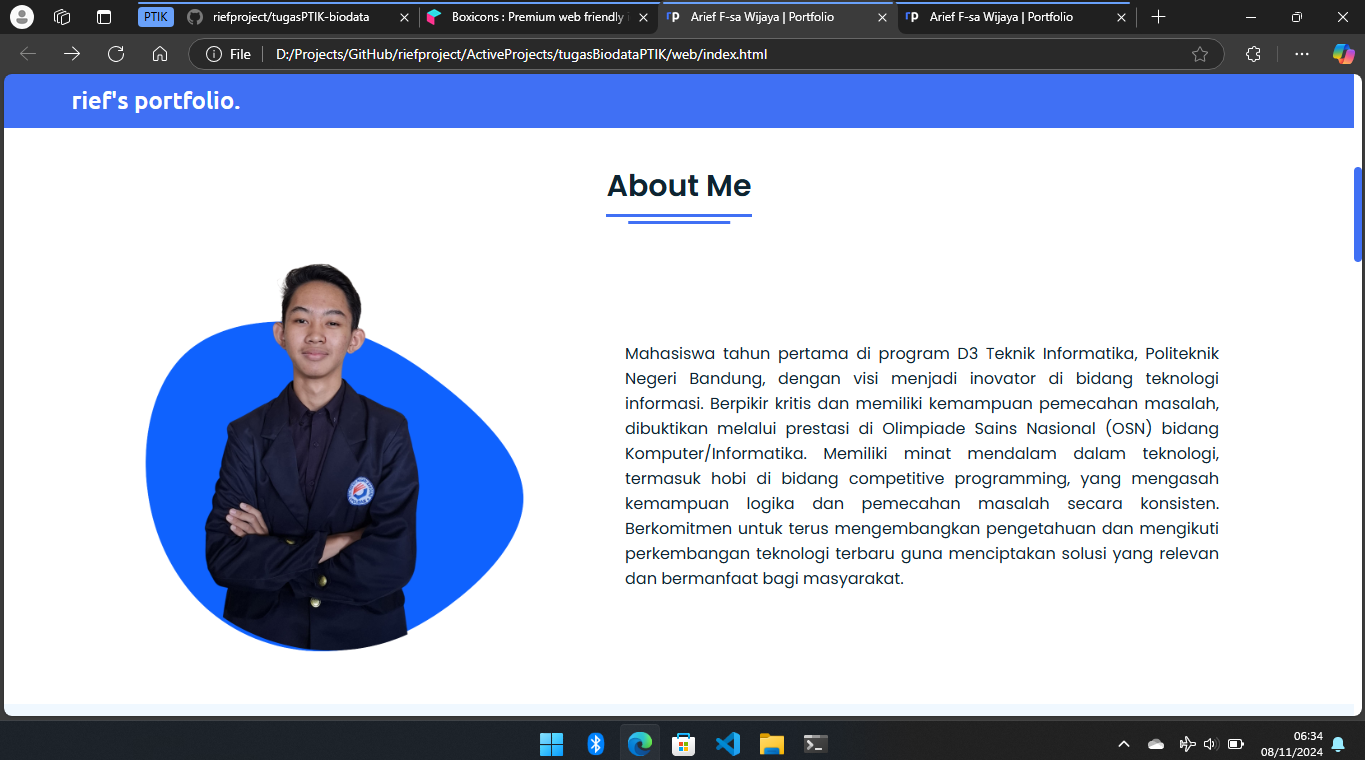 PTIK
riefproject/tugasPTIK-biodata
Boxicons : Premium web friendly
Arief F-sa Wijaya | Portfolio
Arief F-sa Wijaya | Portfolio
File
D:/Projects/GitHub/riefproject/ActiveProjects/tugasBiodataPTIK/web/index.html
rief's portfolio.
About Me
Mahasiswa tahun pertama di program D3 Teknik Informatika, Politeknik
Negeri Bandung, dengan visi menjadi inovator di bidang teknologi
informasi. Berpikir kritis dan memiliki kemampuan pemecahan masalah,
dibuktikan melalui prestasi di Olimpiade Sains Nasional (OSN) bidang
Komputer/Informatika. Memiliki minat mendalam dalam teknologi,
termasuk hobi di bidang competitive programming, yang mengasah
kemampuan logika dan pemecahan masalah secara konsisten.
Berkomitmen untuk terus mengembangkan pengetahuan dan mengikuti
perkembangan teknologi terbaru guna menciptakan solusi yang relevan
dan bermanfaat bagi masyarakat.
06:34
08/11/2024